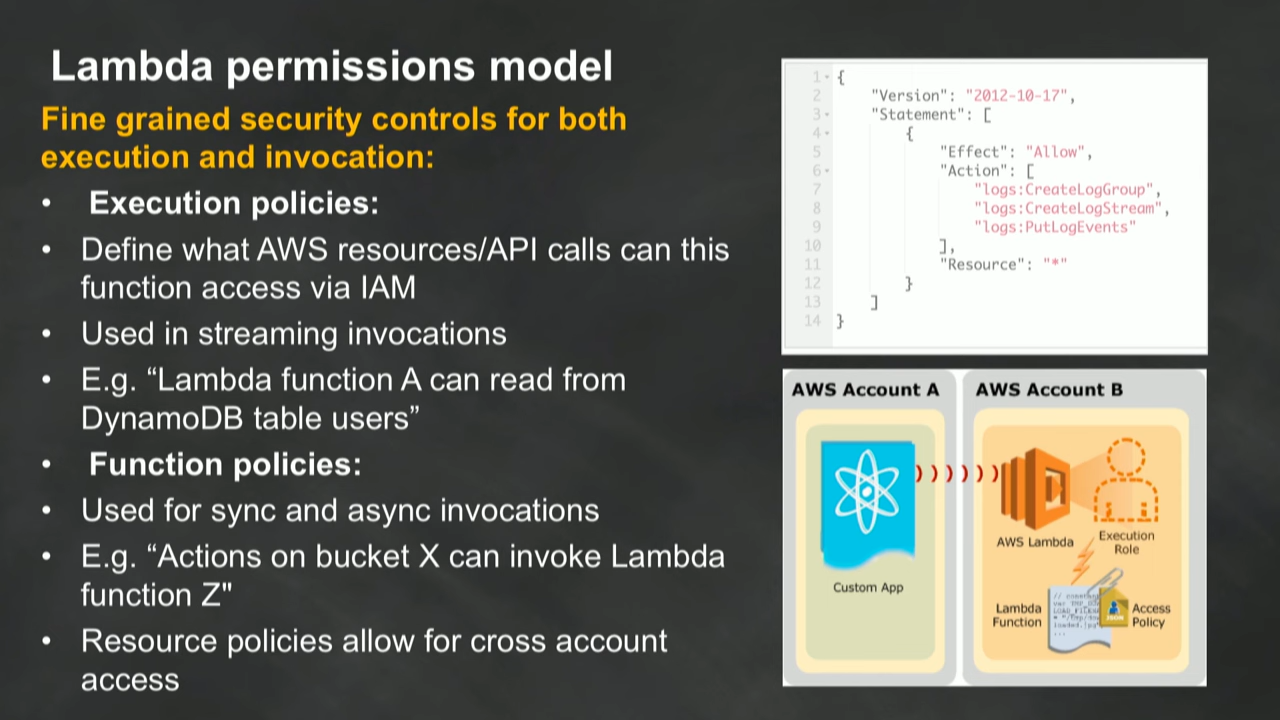 Lambda permissions model
Fine grained security controls for both
execution and invocation:
• Execution policies:
• Define what AWS resources/API calls can this
function access via IAM
• Used in streaming invocations
• E.g. “Lambda function A can read from
DynamoDB table users”
• Function policies:
• Used for sync and async invocations
• E.g. “Actions on bucket X can invoke Lambda
function Z"
• Resource policies allow for cross account
access
1 {
2 "Version": "2012-10-17",
3 "Statement": [
4 {
5 "Effect": "Allow",
6 "Action": [
7 "logs:CreateLogGroup",
8 "logs:CreateLogStream",
9 "logs:PutLogEvents"
10 ],
11 "Resource": "*"
12 }
13 ]
14 }
AWS Account A
Custom App
AWS Account B
AWS Lambda
Execution
Role
Lambda
Function
JSON
Access
Policy